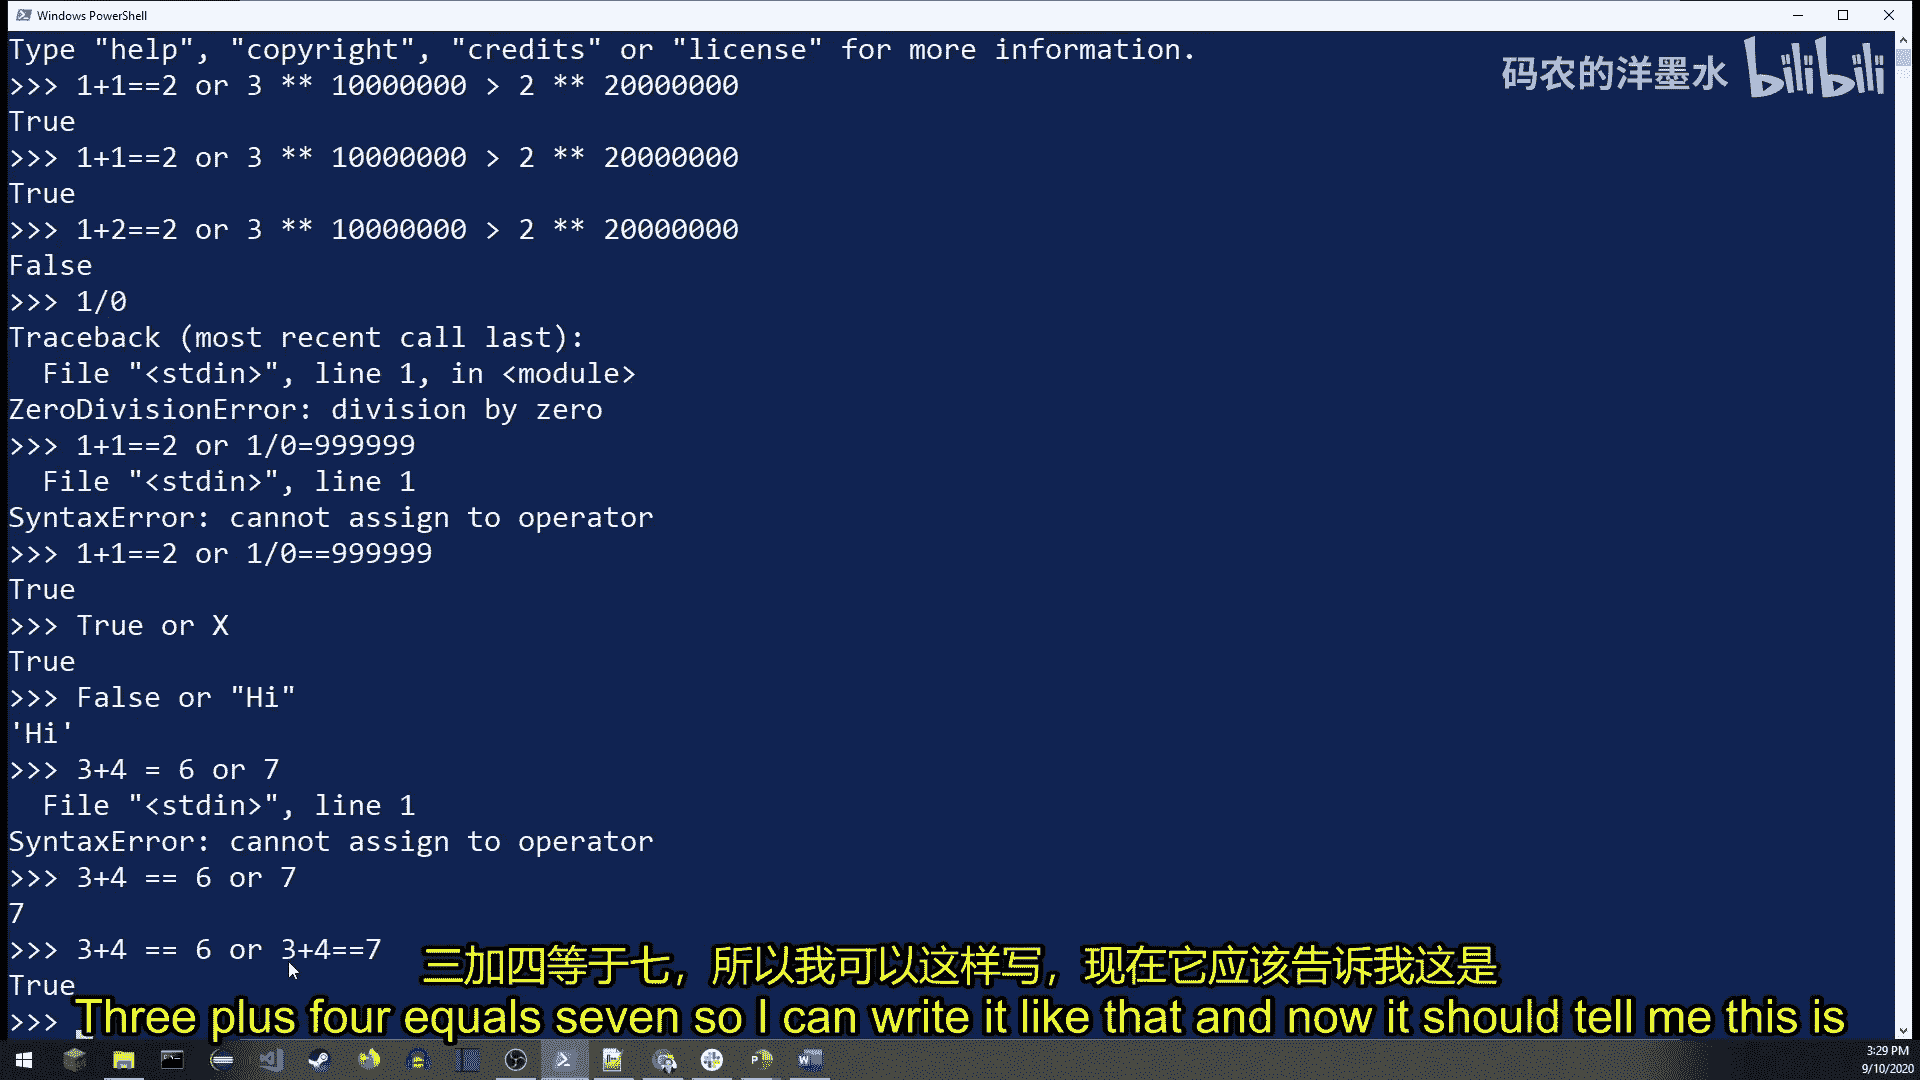 Windows PowerShell
Type "help", "copyright", "credits" or "license" for more information.
码农的洋墨水 bilibili
>>> 1+1==2 or 3 ** 10000000 > 2 ** 20000000
True
>>> 1+1==2 or 3 ** 10000000 > 2 ** 20000000
True
>>> 1+2==2 or 3 ** 10000000 > 2 ** 20000000
False
>>> 1/0
Traceback (most recent call last):
  File "<stdin>", line 1, in <module>
ZeroDivisionError: division by zero
>>> 1+1==2 or 1/0=999999
  File "<stdin>", line 1
SyntaxError: cannot assign to operator
>>> 1+1==2 or 1/0==999999
True
>>> True or X
True
>>> False or "Hi"
'Hi'
>>> 3+4 = 6 or 7
  File "<stdin>", line 1
SyntaxError: cannot assign to operator
>>> 3+4 == 6 or 7
7
>>> 3+4 == 6 or 3+4==7
True
>>>
三加四等于七，所以我可以这样写，现在它应该告诉我这是
Three plus four equals seven so I can write it like that and now it should tell me this is
3:29 PM
9/10/2020